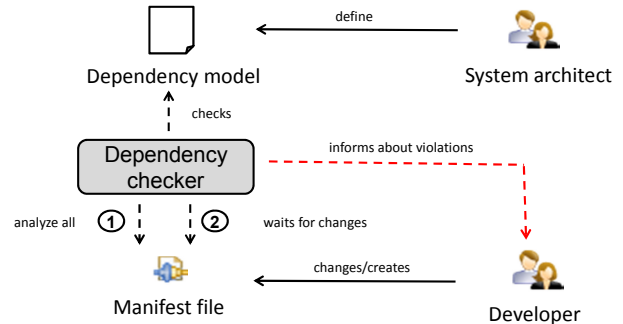 define
Dependency model
System architect
checks
Dependency
checker
informs about violations
analyze all
1
2
waits for changes
changes/creates
Manifest file
Developer